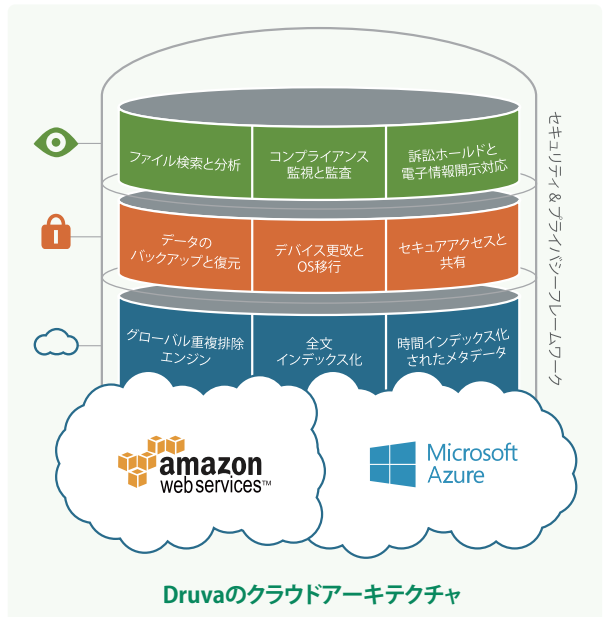 ファイル検索と分析
コンプライアンス
監視と監査
訴訟ホールドと
電子情報開示対応
データの
バックアップと復元
デバイス更改と
OS移行
セキュアアクセスと
共有
グローバル重複排除
エンジン
全文
インデックス化
時間インデックス化
されたメタデータ
セキュリティ & プライバシーフレームワーク
amazon
web services™
Microsoft
Azure
Druvaのクラウドアーキテクチャ